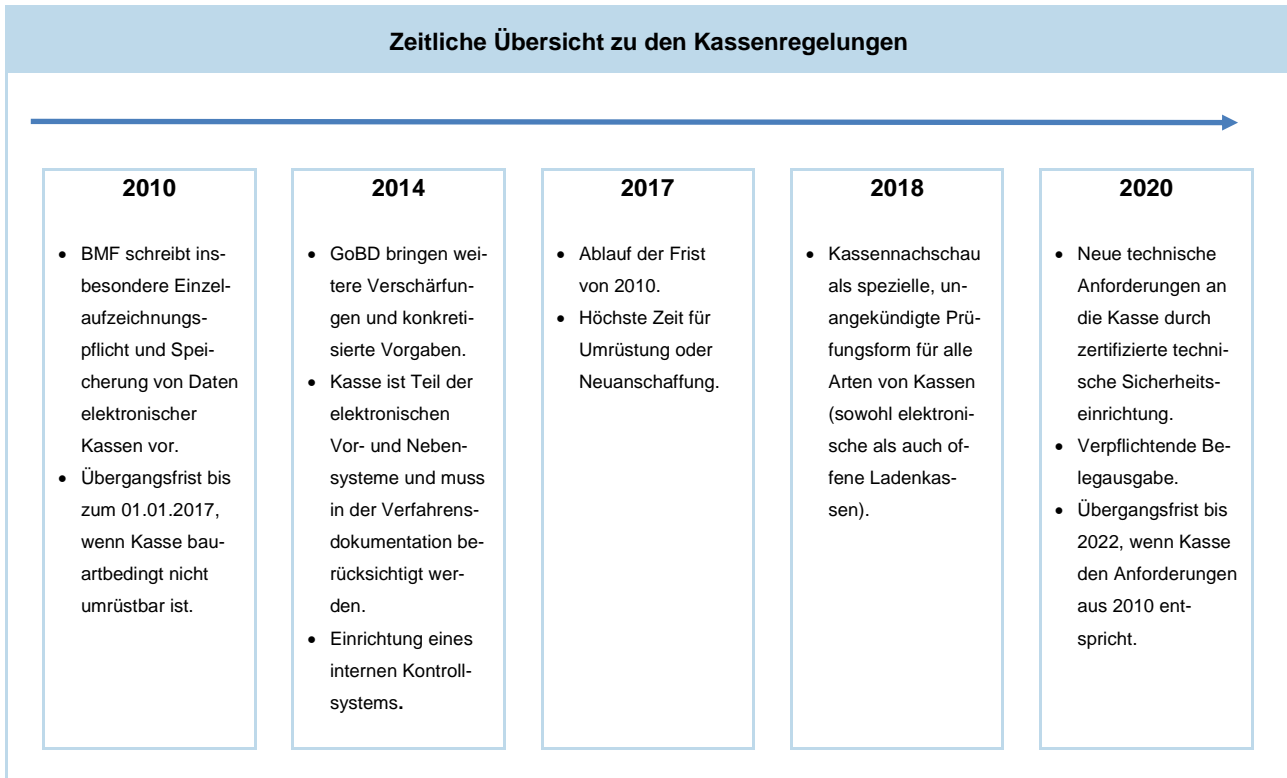 Zeitliche Übersicht zu den Kassenregelungen
2010
• BMF schreibt ins-
besondere Einzel-
aufzeichnungs-
pflicht und Spei-
cherung von Daten
elektronischer
Kassen vor.
• Übergangsfrist bis
zum 01.01.2017,
wenn Kasse bau-
artbedingt nicht
umrüstbar ist.
2014
• GoBD bringen wei-
tere Verschärfun-
gen und konkreti-
sierte Vorgaben.
• Kasse ist Teil der
elektronischen
Vor- und Neben-
systeme und muss
in der Verfahrens-
dokumentation be-
rücksichtigt wer-
den.
• Einrichtung eines
internen Kontroll-
systems.
2017
• Ablauf der Frist
von 2010.
• Höchste Zeit für
Umrüstung oder
Neuanschaffung.
2018
• Kassennachschau
als spezielle, un-
angekündigte Prü-
fungsform für alle
Arten von Kassen
(sowohl elektroni-
sche als auch of-
fene Ladenkas-
sen).
2020
• Neue technische
Anforderungen an
die Kasse durch
zertifizierte techni-
sche Sicherheits-
einrichtung.
• Verpflichtende Be-
legausgabe.
• Übergangsfrist bis
2022, wenn Kasse
den Anforderungen
aus 2010 ent-
spricht.